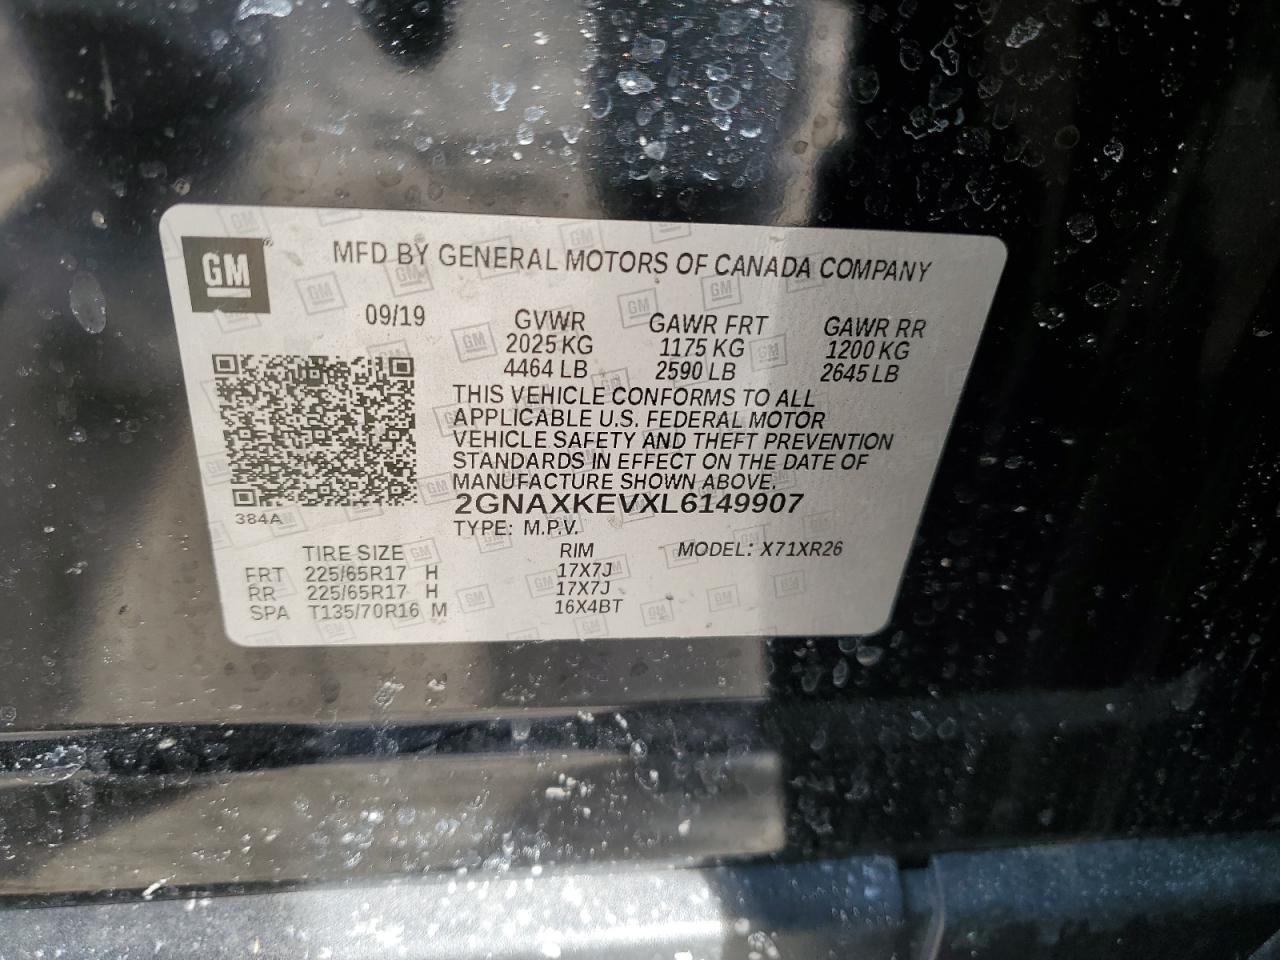 GM
MFD BY GENERAL MOTORS OF CANADA COMPANY
09/19
GVWR GAWR FRT GAWR RR
2025 KG 1175 KG 1200 KG
4464 LB 2590 LB 2645 LB
THIS VEHICLE CONFORMS TO ALL
APPLICABLE U.S. FEDERAL MOTOR
VEHICLE SAFETY AND THEFT PREVENTION
STANDARDS IN EFFECT ON THE DATE OF
MANUFACTURE SHOWN ABOVE.
2GNAXKEVXL6149907
384A
TYPE: M.P.V.
TIRE SIZE RIM MODEL: X71XR26
FRT 225/65R17 H 17X7J
RR 225/65R17 H 17X7J
SPA T135/70R16 M 16X4BT